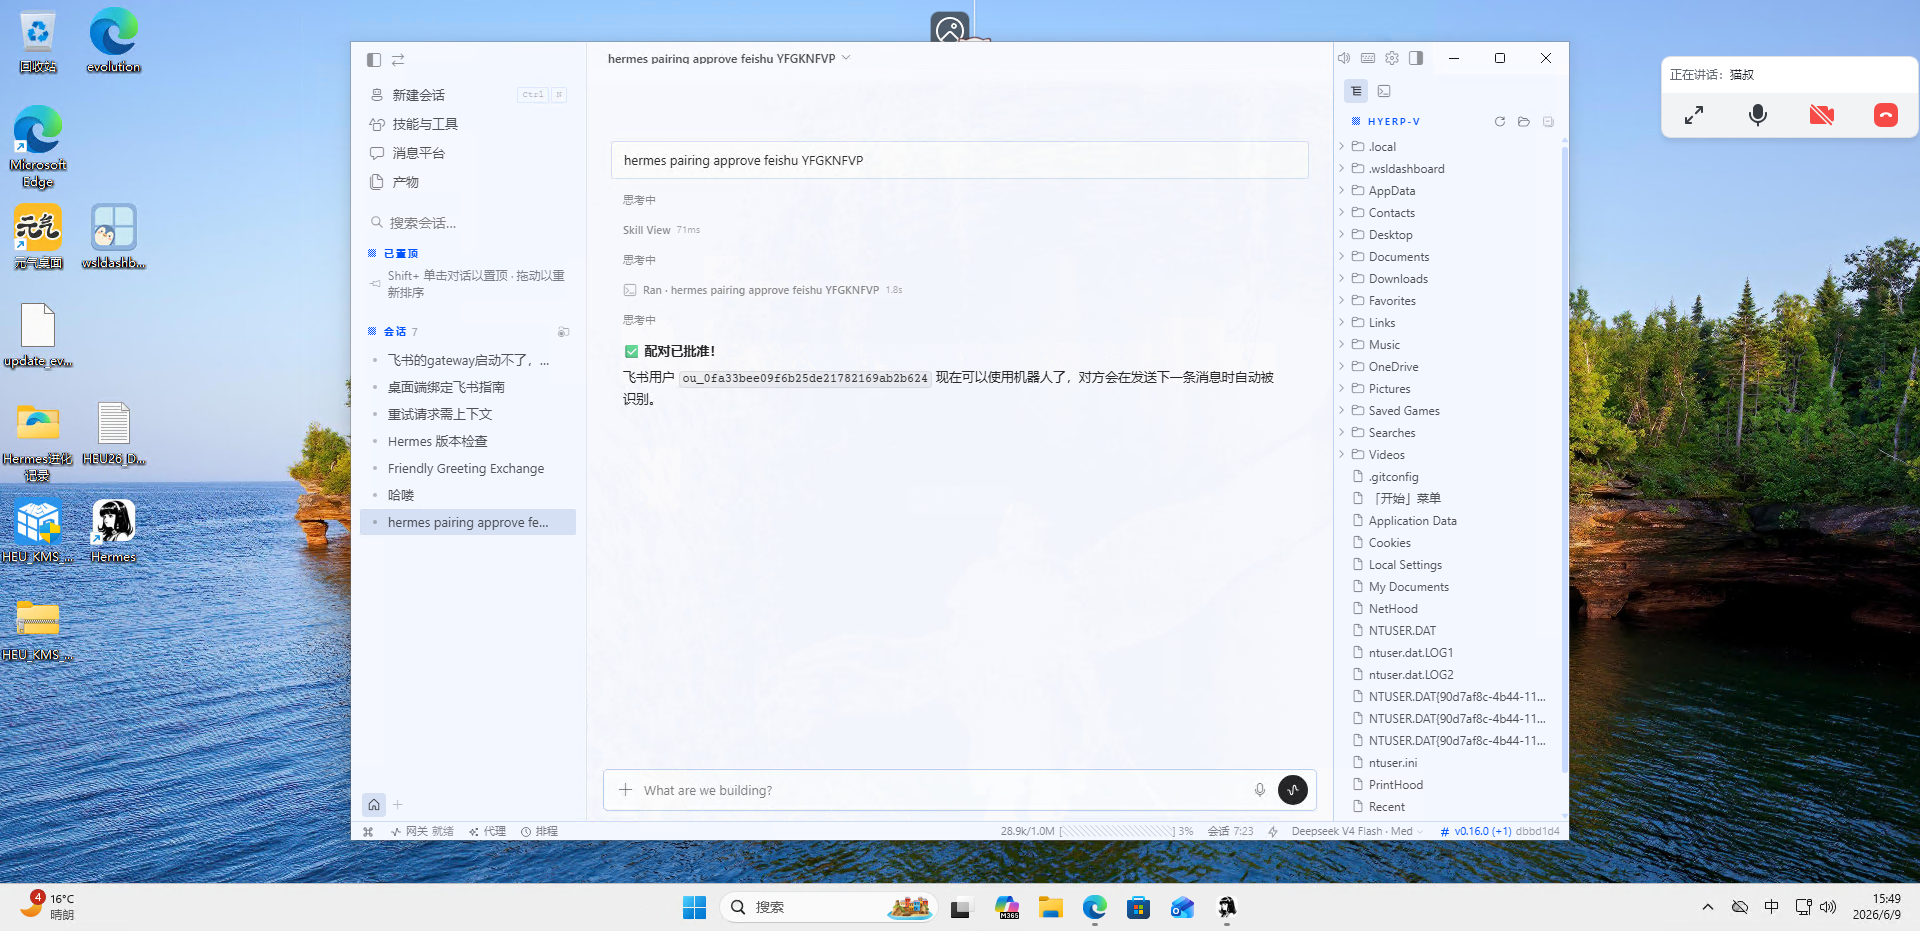 回收站
evolution
Microsoft Edge
元气
元气桌面
wsldashb...
update_ev...
Hermes进化记录
HEU26_D...
HEU_KMS_...
Hermes
HEU_KMS_...
hermes pairing approve feishu YFGKNFVP
新建会话
Ctrl
技能与工具
消息平台
产物
搜索会话...
已置顶
Shift+ 单击对话以置顶 · 拖动以重
新排序
会话 7
飞书的gateway启动不了，...
桌面端绑定飞书指南
重试请求需上下文
Hermes 版本检查
Friendly Greeting Exchange
哈喽
hermes pairing approve fe...
hermes pairing approve feishu YFGKNFVP
思考中
Skill View 71ms
思考中
Ran · hermes pairing approve feishu YFGKNFVP 1.8s
思考中
✅ 配对已批准！
飞书用户 ou_0fa33bee09f6b25de21782169ab2b624 现在可以使用机器人了，对方会在发送下一条消息时自动被
识别。
What are we building?
HYERP-V
.local
.wsldashboard
AppData
Contacts
Desktop
Documents
Downloads
Favorites
Links
Music
OneDrive
Pictures
Saved Games
Searches
Videos
.gitconfig
「开始」菜单
Application Data
Cookies
Local Settings
My Documents
NetHood
NTUSER.DAT
ntuser.dat.LOG1
ntuser.dat.LOG2
NTUSER.DAT{90d7af8c-4b44-11...
NTUSER.DAT{90d7af8c-4b44-11...
NTUSER.DAT{90d7af8c-4b44-11...
ntuser.ini
PrintHood
Recent
网关 就绪
代理
排程
28.9k/1.0M [ ] 3%
会话 7:23
Deepseek V4 Flash · Med
# v0.16.0 (+1) dbbd1d4
正在讲话：猫叔
4
16°C
晴朗
搜索
M365
中
15:49
2026/6/9